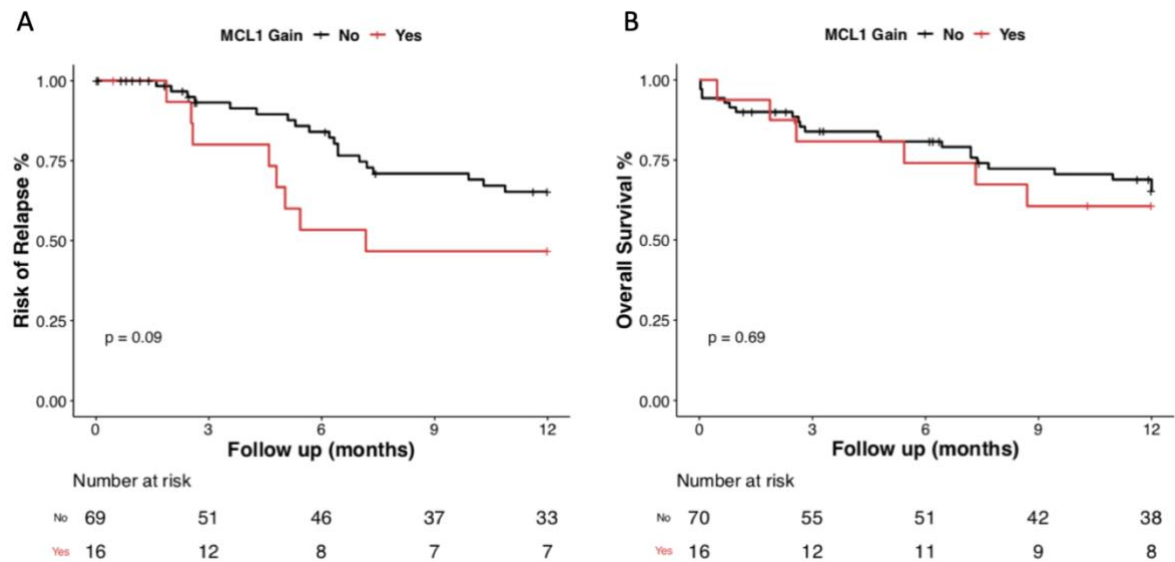 A
MCL1 Gain No Yes
1.00
0.75
0.50
0.25
0.00
Risk of Relapse %
p = 0.09
0 3 6 9 12
Follow up (months)
Number at risk
No 69 51 46 37 33
Yes 16 12 8 7 7
B
MCL1 Gain No Yes
1.00
0.75
0.50
0.25
0.00
Overall Survival %
p = 0.69
0 3 6 9 12
Follow up (months)
Number at risk
No 70 55 51 42 38
Yes 16 12 11 9 8